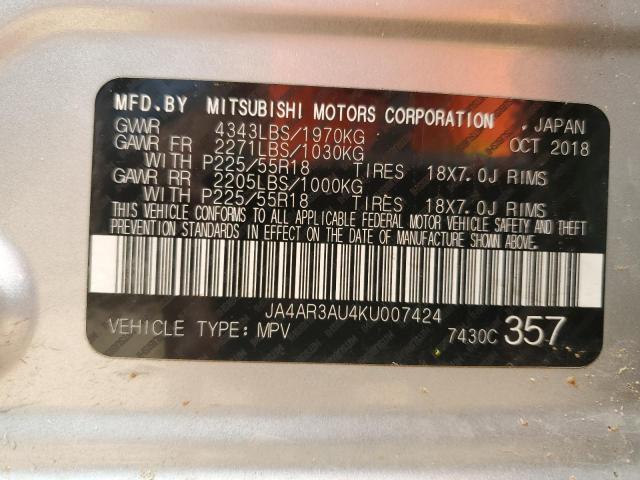 MFD.BY MITSUBISHI MOTORS CORPORATION , JAPAN
GVWR 4343LBS/1970KG OCT 2018
GAWR FR 2271LBS/1030KG
WITH P225/55R18 TIRES 18X7.0J RIMS
GAWR RR 2205LBS/1000KG
WITH P225/55R18 TIRES 18X7.0J RIMS
THIS VEHICLE CONFORMS TO ALL APPLICABLE FEDERAL MOTOR VEHICLE SAFETY AND THEFT
PREVENTION STANDARDS IN EFFECT ON THE DATE OF MANUFACTURE SHOWN ABOVE.
JA4AR3AU4KU007424
VEHICLE TYPE: MPV 7430C 357